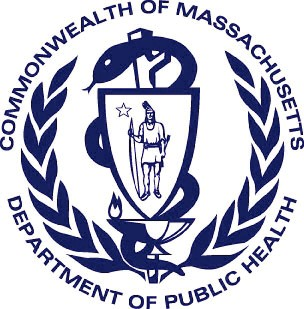 COMMONWEALTH OF MASSACHUSETTS
DEPARTMENT OF PUBLIC HEALTH